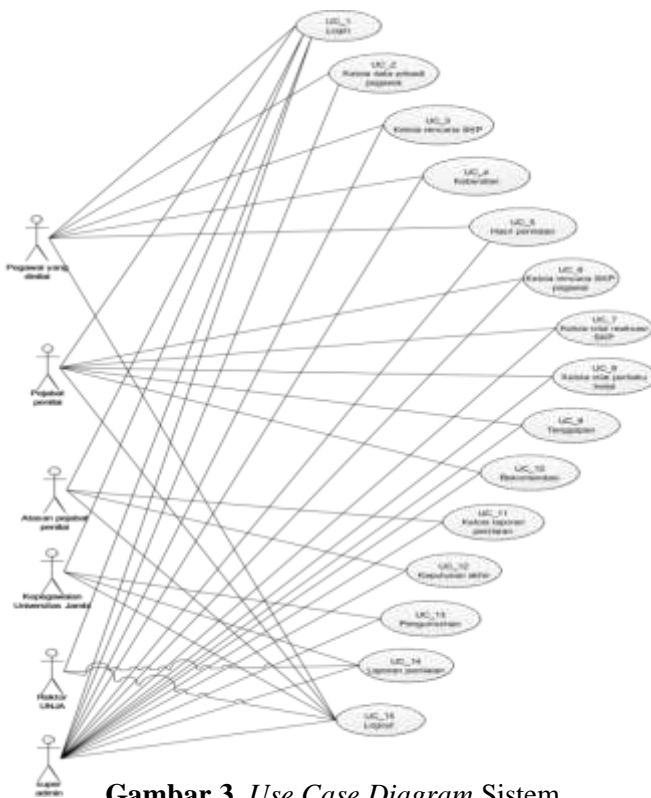 UC_1
Login
UC_2
Kelola data pribadi
pegawai
UC_3
Kelola rencana SKP
UC_4
Keberatan
UC_5
Hasil penilaian
UC_6
Kelola rencana SKP
pegawai
Pegawai yang
dinilai
UC_7
Kelola nilai realisasi
SKP
UC_8
Kelola nilai perilaku
kerja
Pejabat
penilai
UC_9
Tanggapan
UC_10
Rekomendasi
Atasan pejabat
penilai
UC_11
Kelola laporan
penilaian
UC_12
Keputusan akhir
Kepegawaian
Universitas Jambi
UC_13
Pengumuman
UC_14
Laporan penilaian
Rektor
UNJA
UC_15
Logout
super
admin
Gambar 3. Use Case Diagram Sistem